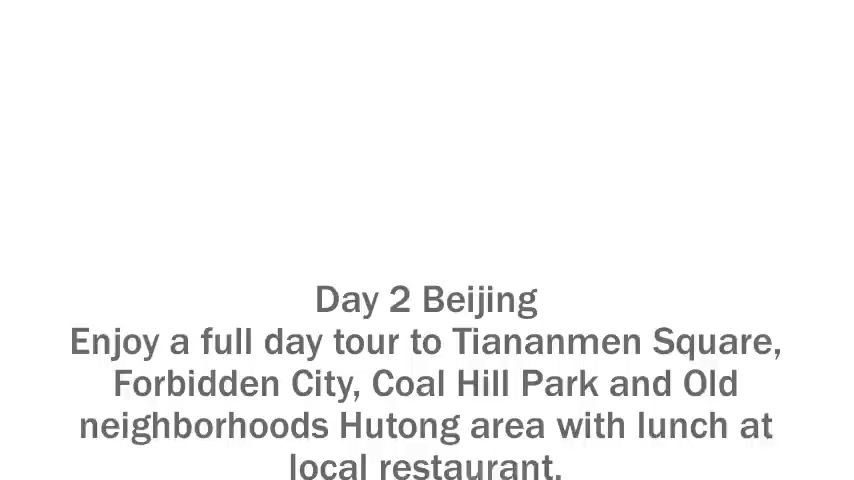 Day 2 Beijing
Enjoy a full day tour to Tiananmen Square,
Forbidden City, Coal Hill Park and Old
neighborhoods Hutong area with lunch at
local restaurant.